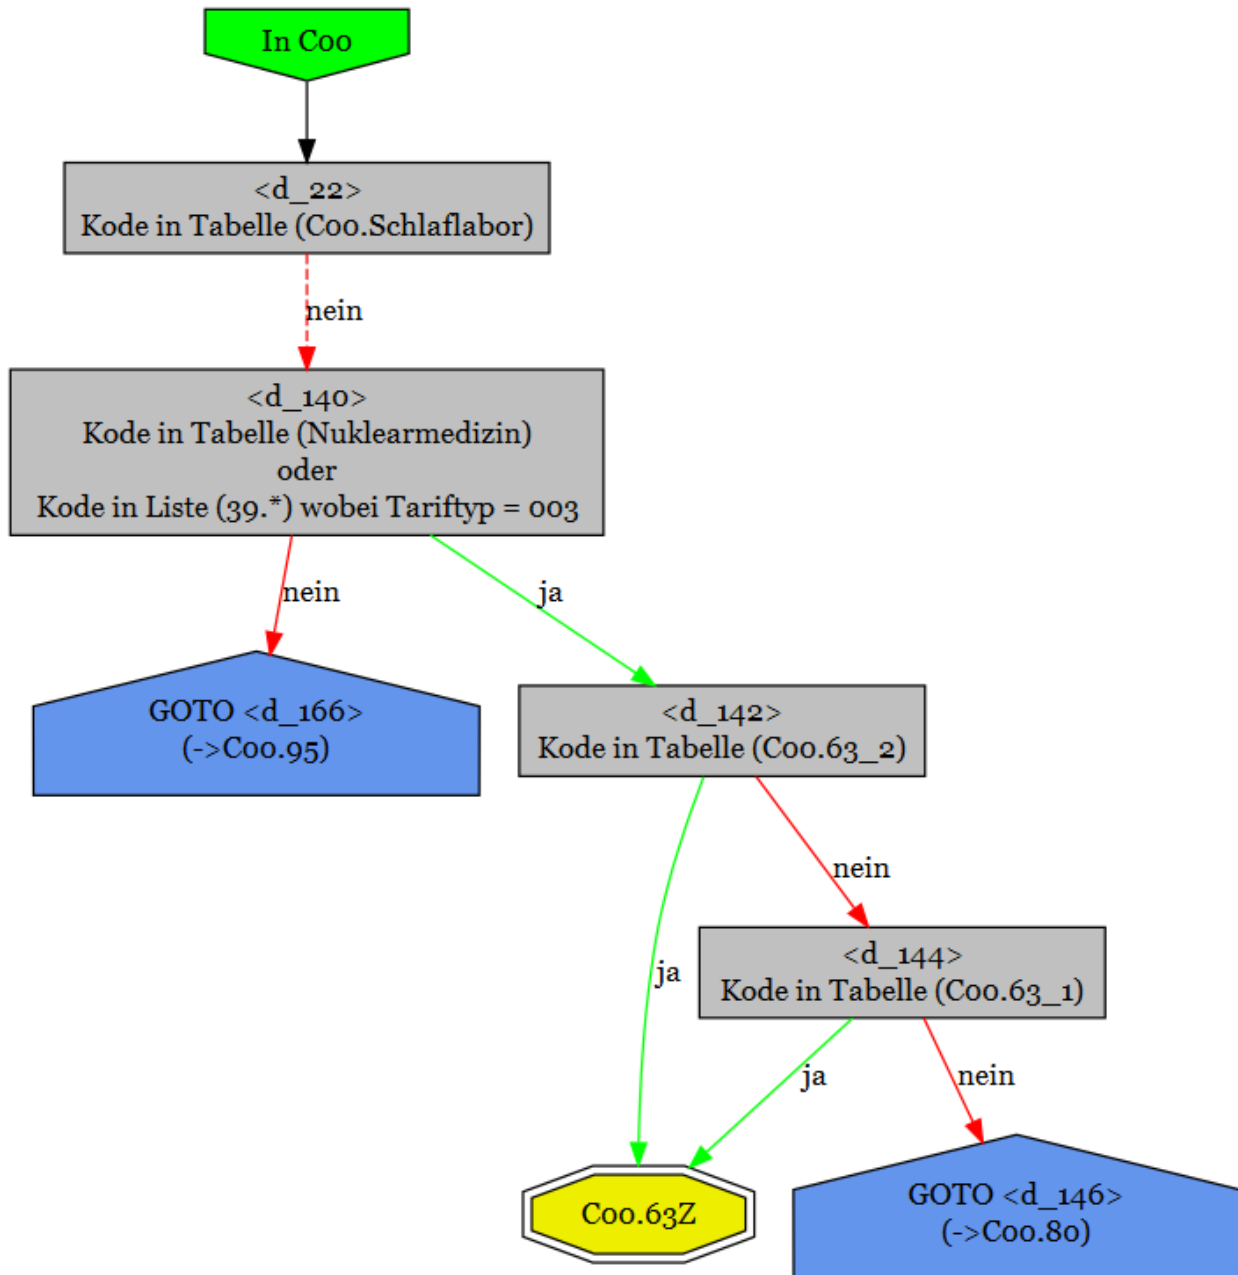 In C00
<d_22>
Kode in Tabelle (C00.Schlaflabor)
nein
<d_140>
Kode in Tabelle (Nuklearmedizin)
oder
Kode in Liste (39.*) wobei Tariftyp = 003
nein
ja
GOTO <d_166>
(->C00.95)
<d_142>
Kode in Tabelle (C00.63_2)
nein
ja
<d_144>
Kode in Tabelle (C00.63_1)
ja
nein
C00.63Z
GOTO <d_146>
(->C00.80)